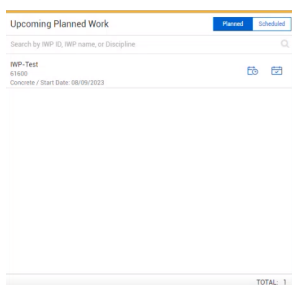 Upcoming Planned Work
Planned Scheduled
Search by IWP ID, IWP name, or Discipline
IWP-Test
61600
Concrete / Start Date: 08/09/2023
TOTAL: 1